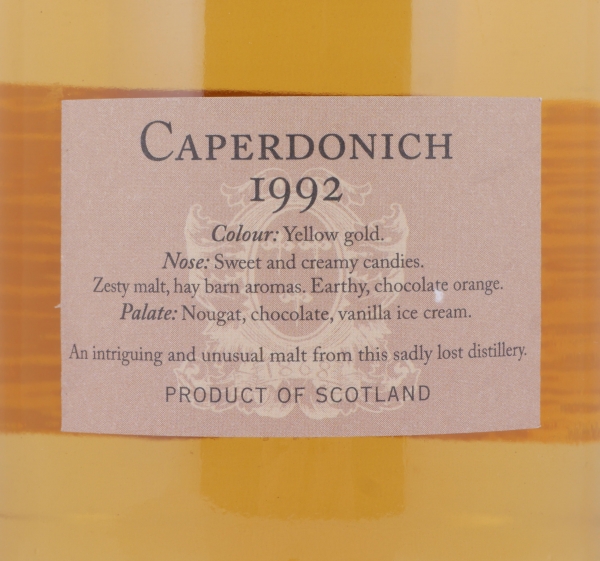 CAPERDONICH
1992
Colour: Yellow gold.
Nose: Sweet and creamy candies.
Zesty malt, hay barn aromas. Earthy, chocolate orange.
Palate: Nougat, chocolate, vanilla ice cream.
An intriguing and unusual malt from this sadly lost distillery.
1898
PRODUCT OF SCOTLAND